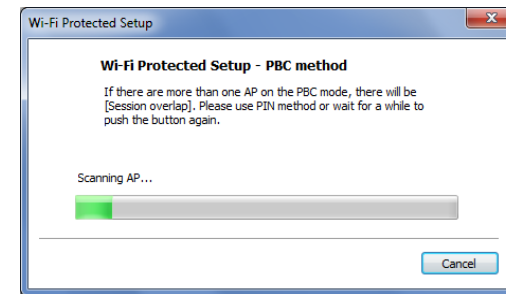 Wi-Fi Protected Setup
Wi-Fi Protected Setup - PBC method
If there are more than one AP on the PBC mode, there will be
[Session overlap]. Please use PIN method or wait for a while to
push the button again.
Scanning AP...
Cancel